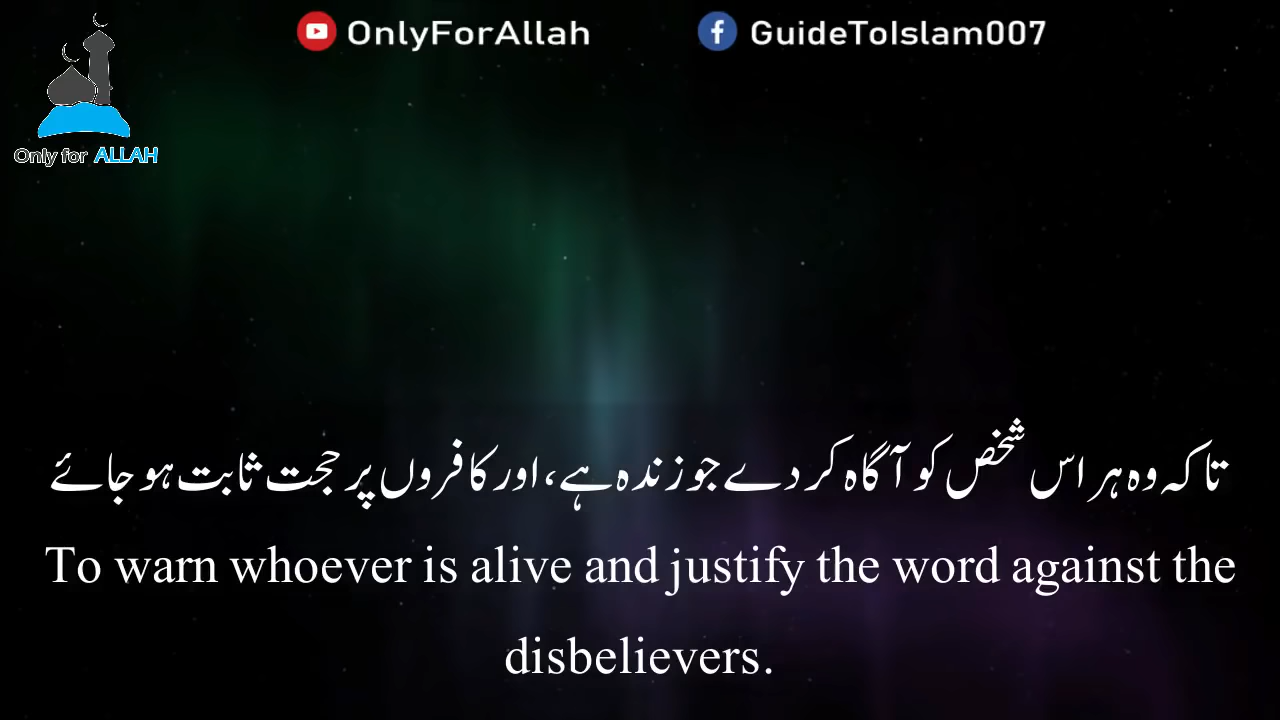 OnlyForAllah GuideToIslam007
Only for ALLAH
تاکہ وہ ہر اس شخص کو آگاہ کر دے جو زندہ ہے، اور کافروں پر حجت ثابت ہو جائے
To warn whoever is alive and justify the word against the
disbelievers.